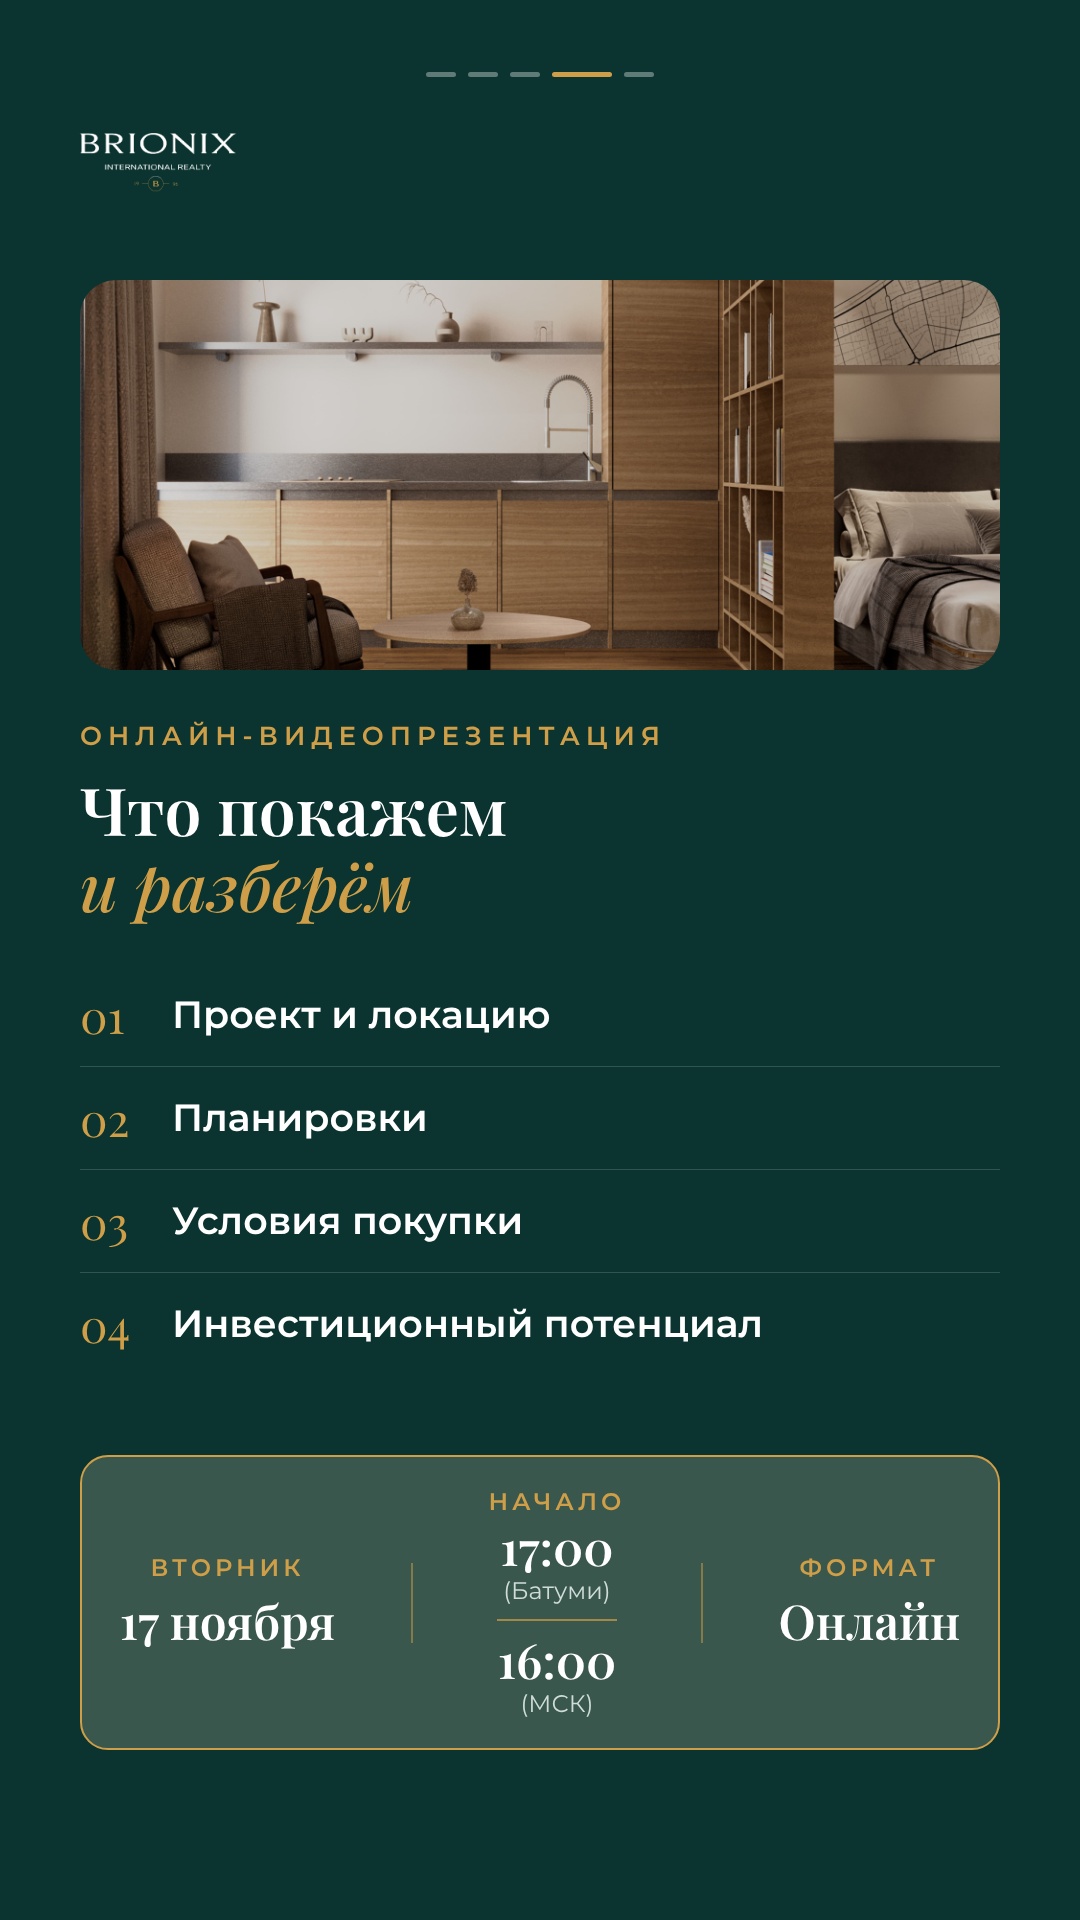 BRIONIX
INTERNATIONAL REALTY
B
ОНЛАЙН-ВИДЕОПРЕЗЕНТАЦИЯ
Что покажем
и разберём
01 Проект и локацию
02 Планировки
03 Условия покупки
04 Инвестиционный потенциал
ВТОРНИК
17 ноября
НАЧАЛО
17:00
(Батуми)
16:00
(МСК)
ФОРМАТ
Онлайн